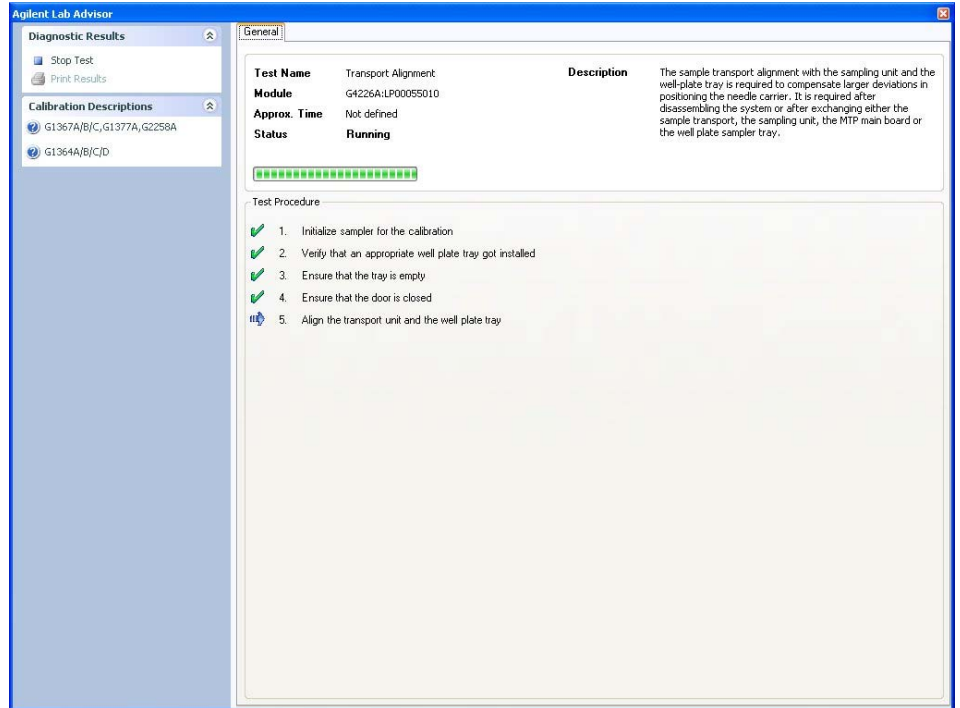 Agilent Lab Advisor
Diagnostic Results
Stop Test
Print Results
Calibration Descriptions
G1367A/B/C,G1377A,G2258A
G1364A/B/C/D
General
Test Name Transport Alignment
Module G4226A:LP00055010
Approx. Time Not defined
Status Running
Description The sample transport alignment with the sampling unit and the
well-plate tray is required to compensate larger deviations in
positioning the needle carrier. It is required after
disassembling the system or after exchanging either the
sample transport, the sampling unit, the MTP main board or
the well plate sampler tray.
Test Procedure
1. Initialize sampler for the calibration
2. Verify that an appropriate well plate tray got installed
3. Ensure that the tray is empty
4. Ensure that the door is closed
5. Align the transport unit and the well plate tray